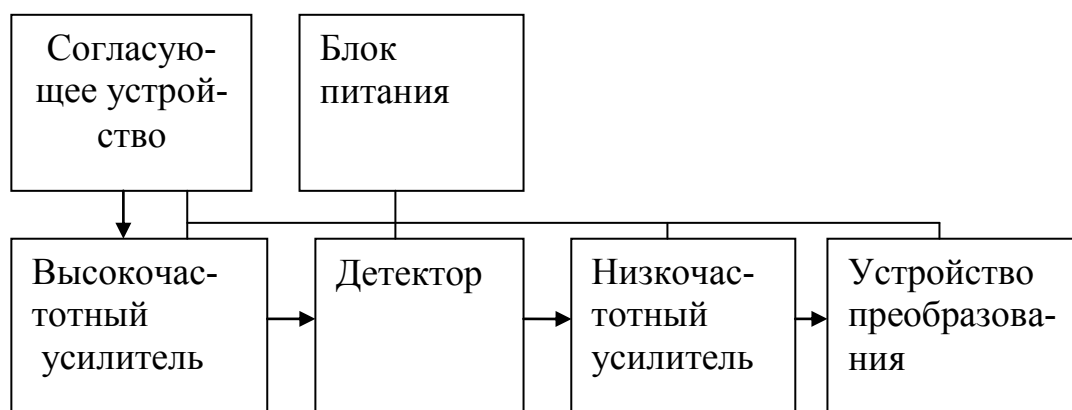 Согласую-
щее устрой-
ство
Блок
питания
Высокочас-
тотный
усилитель
Детектор
Низкочас-
тотный
усилитель
Устройство
преобразова-
ния